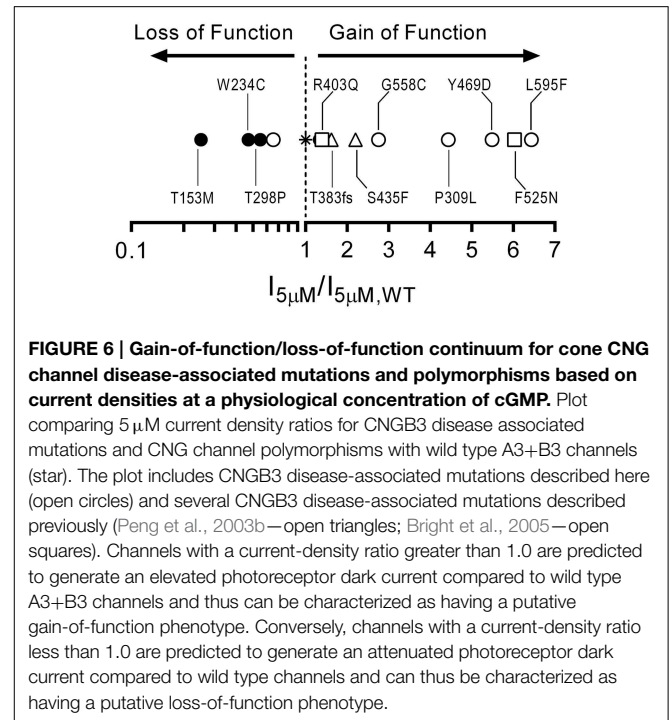 Loss of Function Gain of Function
W234C R403Q G558C Y469D L595F
T153M T298P T383fs S435F P309L F525N
0.1 1 2 3 4 5 6 7
I5μM/I5μM,WT
FIGURE 6 | Gain-of-function/loss-of-function continuum for cone CNG
channel disease-associated mutations and polymorphisms based on
current densities at a physiological concentration of cGMP. Plot
comparing 5 μM current density ratios for CNGB3 disease associated
mutations and CNG channel polymorphisms with wild type A3+B3 channels
(star). The plot includes CNGB3 disease-associated mutations described here
(open circles) and several CNGB3 disease-associated mutations described
previously (Peng et al., 2003b—open triangles; Bright et al., 2005—open
squares). Channels with a current-density ratio greater than 1.0 are predicted
to generate an elevated photoreceptor dark current compared to wild type
A3+B3 channels and thus can be characterized as having a putative
gain-of-function phenotype. Conversely, channels with a current-density ratio
less than 1.0 are predicted to generate an attenuated photoreceptor dark
current compared to wild type channels and can thus be characterized as
having a putative loss-of-function phenotype.